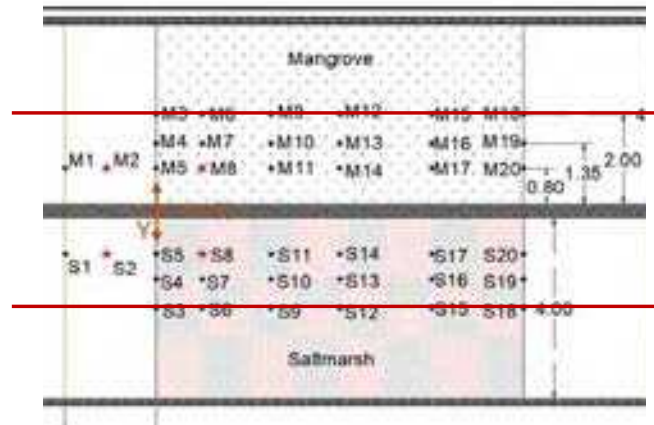 Mangrove
M3 M6 M9 M12 M15 M18
M4 M7 M10 M13 M16 M19
M1 M2 M5 M8 M11 M14 M17 M20
0.80 1.35 2.00
Y
S1 S2 S5 S8 S11 S14 S17 S20
S4 S7 S10 S13 S16 S19
S3 S6 S9 S12 S15 S18 4.00
Saltmarsh